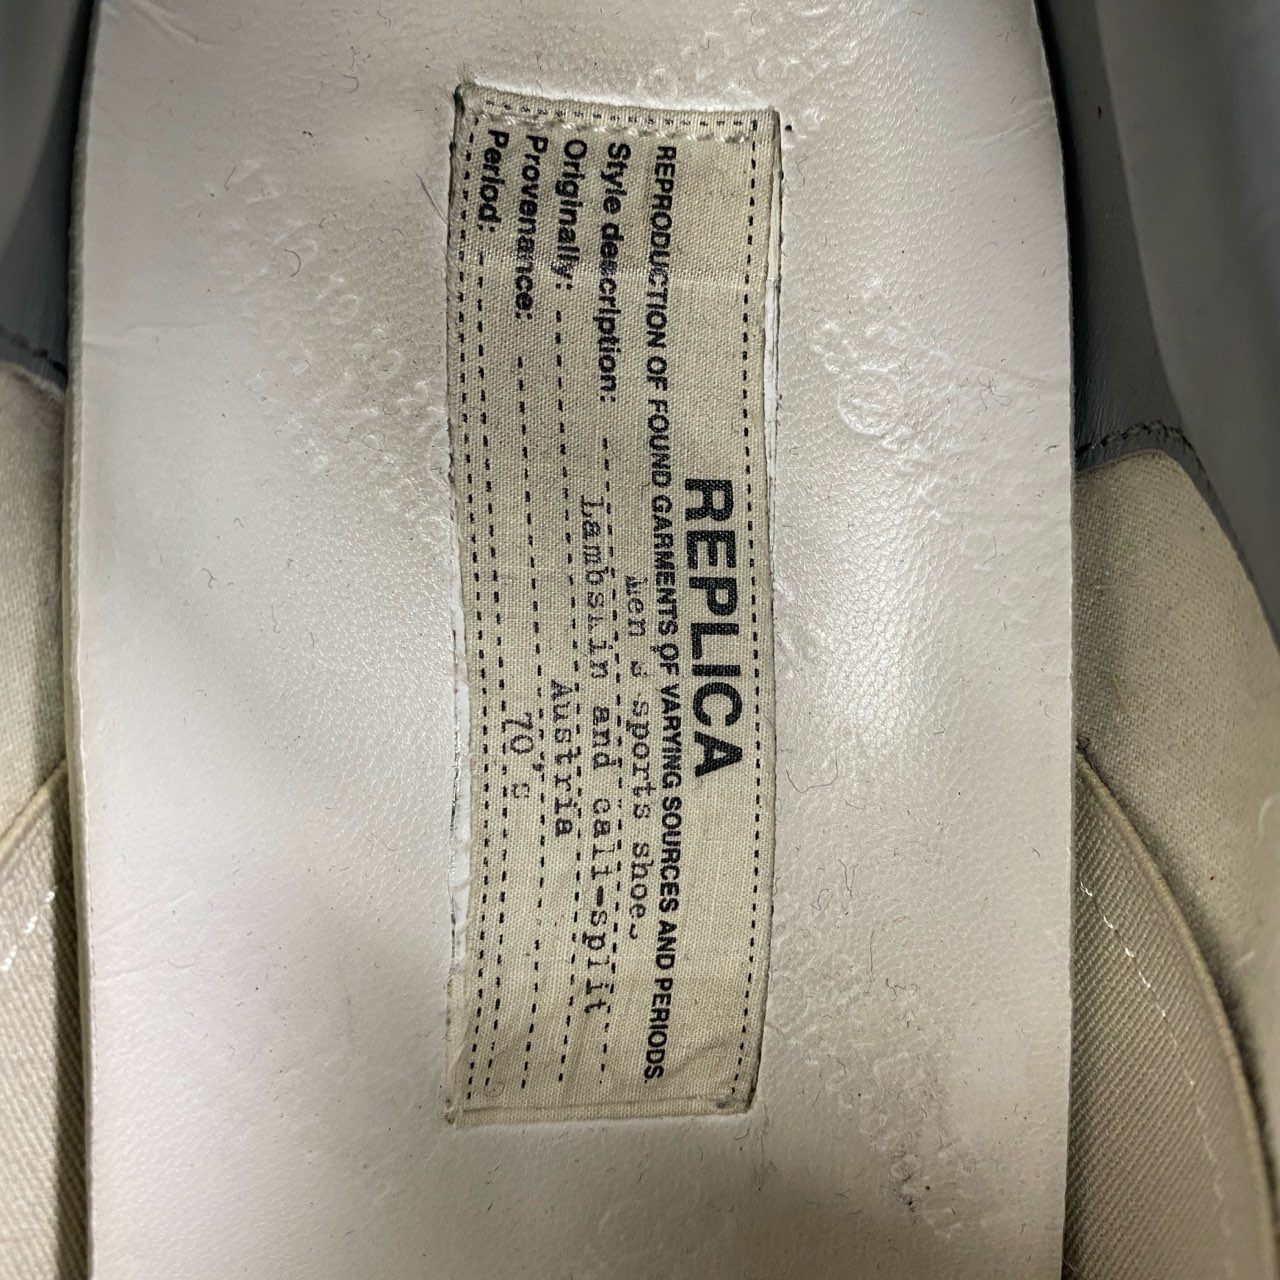 REPLICA
REPRODUCTION OF FOUND GARMENTS OF VARYING SOURCES AND PERIODS.
Style description: Men's sports shoes
Originally: Lambskin and calf-split
Provenance: Austria
Period: 70's